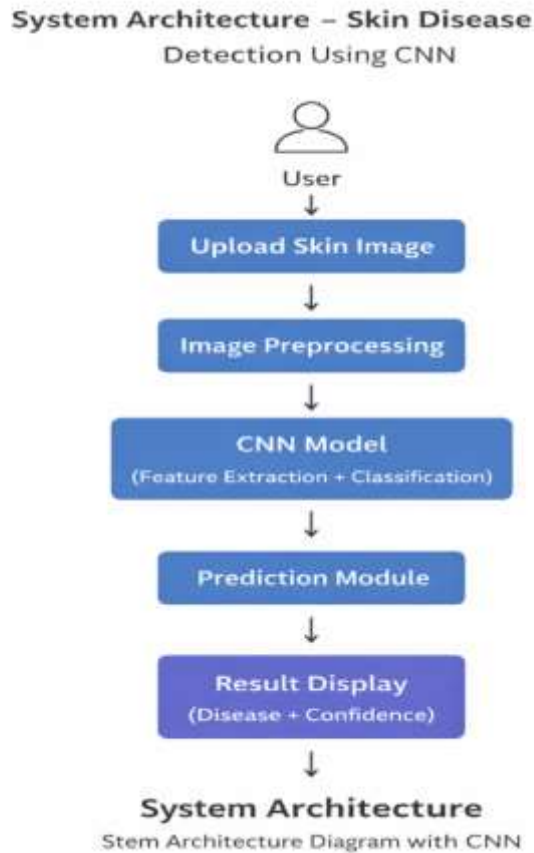 System Architecture – Skin Disease
Detection Using CNN
User
Upload Skin Image
Image Preprocessing
CNN Model
(Feature Extraction + Classification)
Prediction Module
Result Display
(Disease + Confidence)
System Architecture
Stem Architecture Diagram with CNN